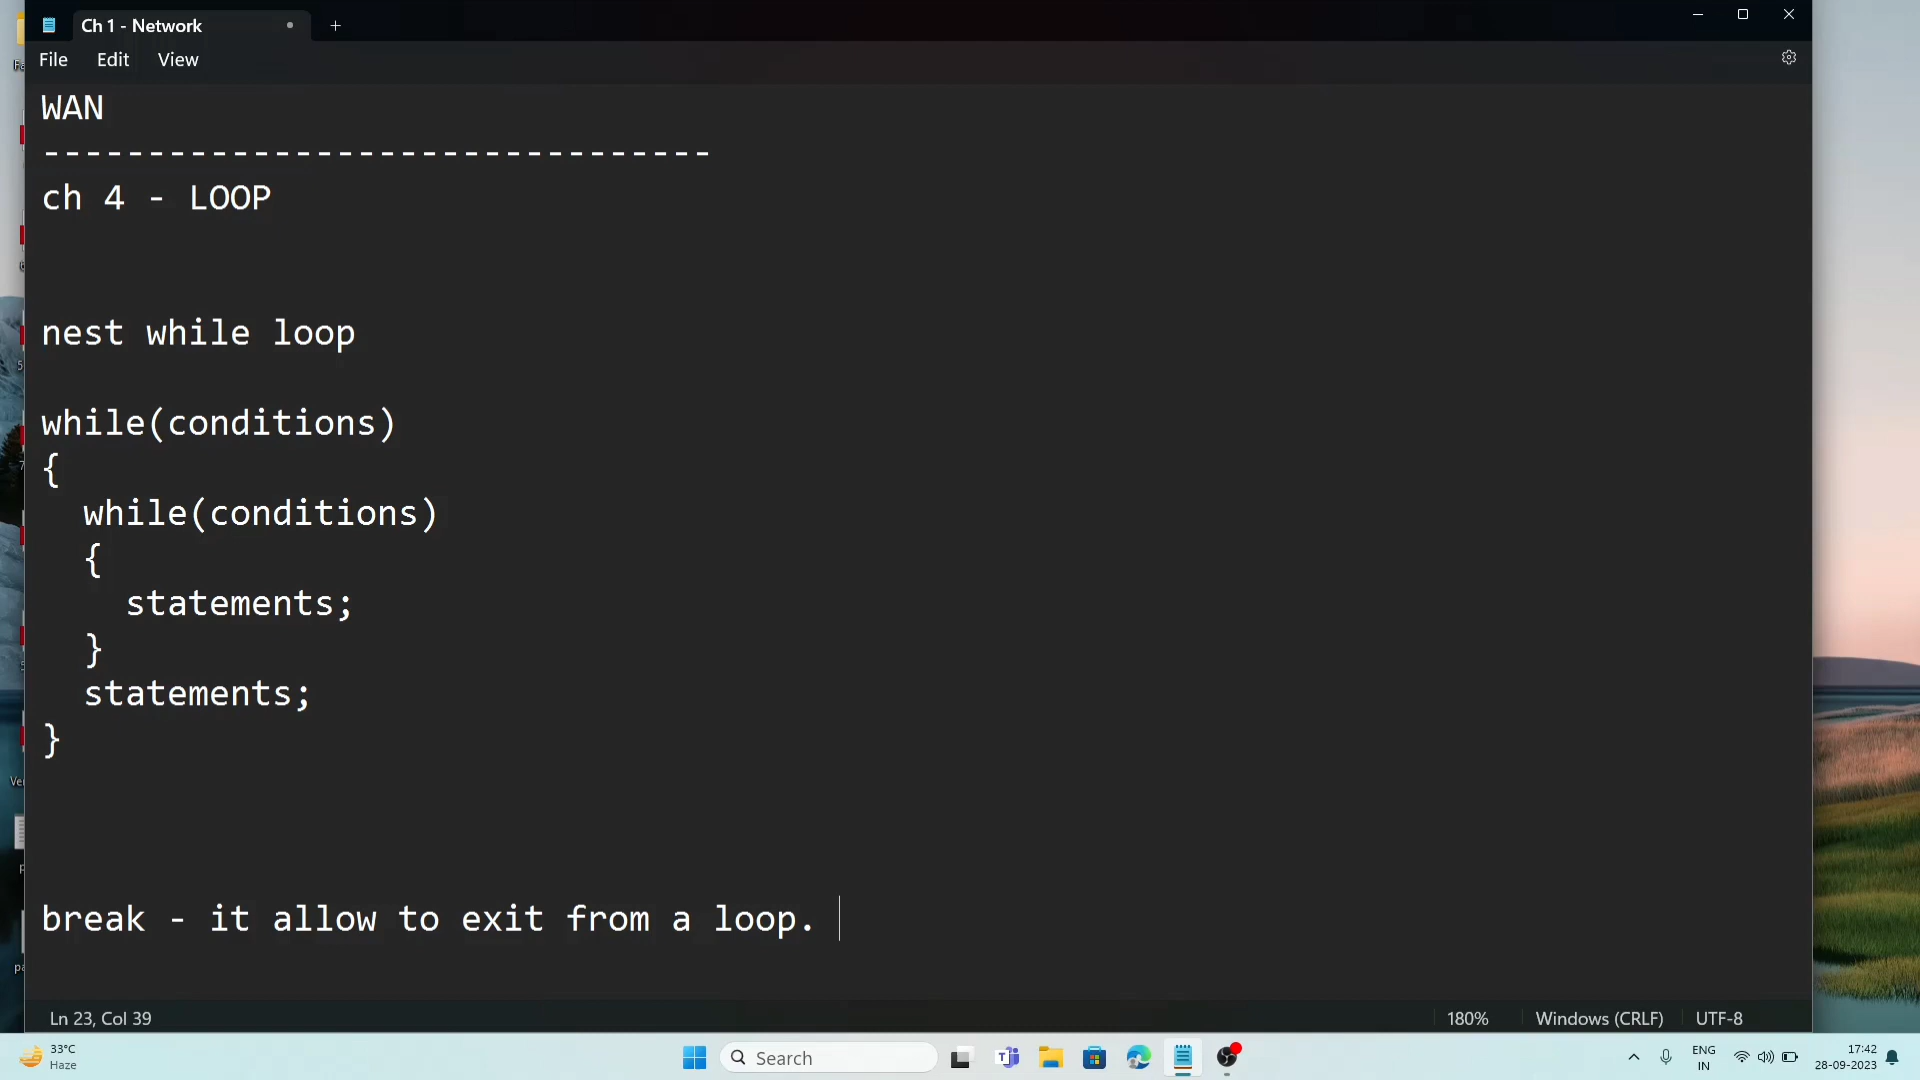 Ch 1 - Network
File Edit View
WAN
--------------------------------
ch 4 - LOOP
nest while loop
while(conditions)
{
while(conditions)
{
statements;
}
statements;
}
break - it allow to exit from a loop.
Ln 23, Col 39
180%
Windows (CRLF)
UTF-8
33°C
Haze
Search
ENG
IN
17:42
28-09-2023